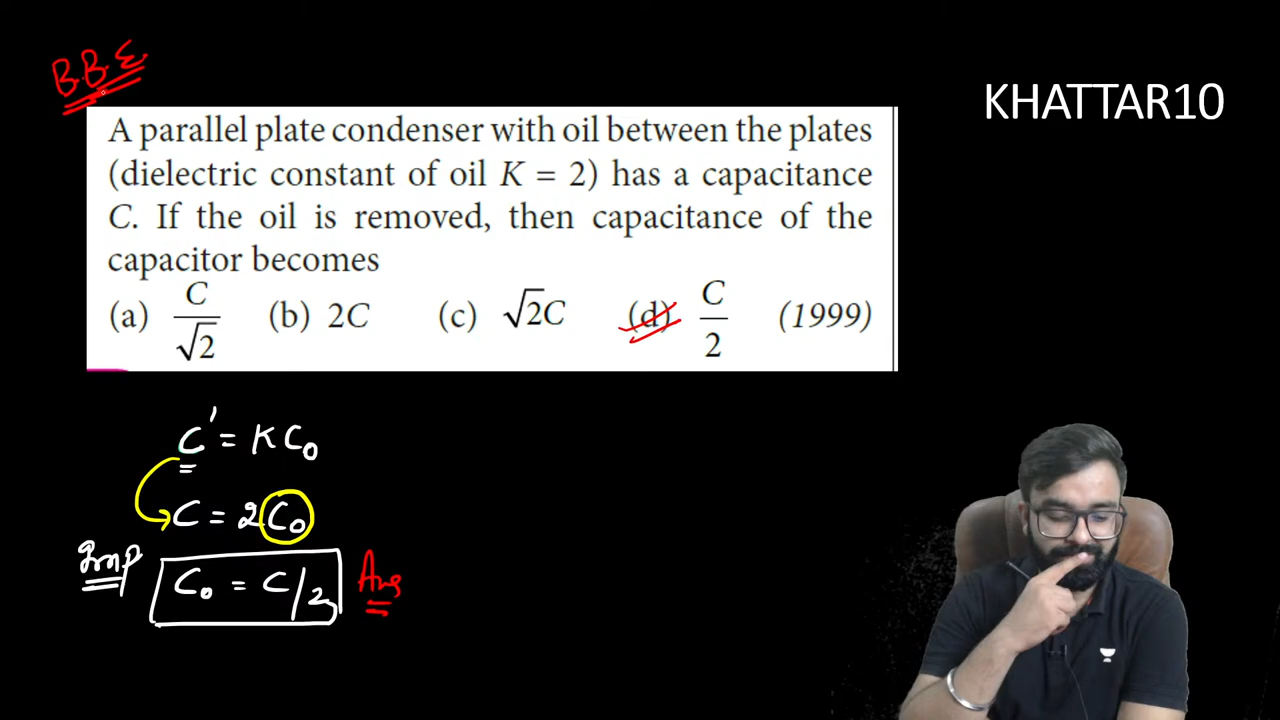 B.B.E.
KHATTAR10
A parallel plate condenser with oil between the plates
(dielectric constant of oil K = 2) has a capacitance
C. If the oil is removed, then capacitance of the
capacitor becomes
(a) C/√2 (b) 2C (c) √2C (d) C/2 (1999)
C' = KC₀
C = 2C₀
Imp C₀ = C/2 Ans